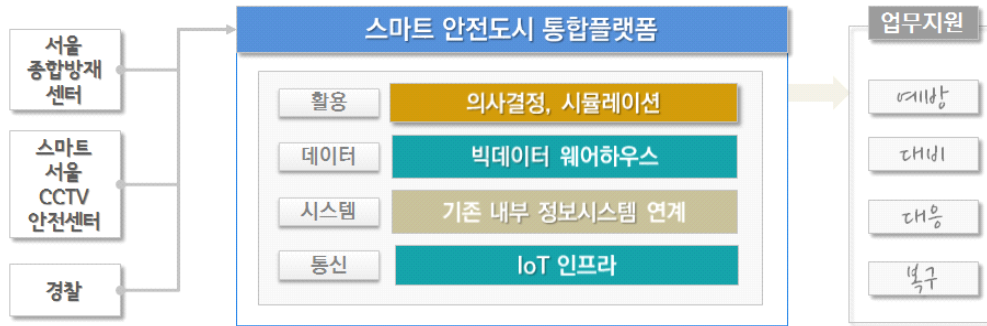 서울
종합방재
센터
스마트
서울
CCTV
안전센터
경찰
스마트 안전도시 통합플랫폼
활용
의사결정, 시뮬레이션
데이터
빅데이터 웨어하우스
시스템
기존 내부 정보시스템 연계
통신
IoT 인프라
업무지원
예방
대비
대응
복구